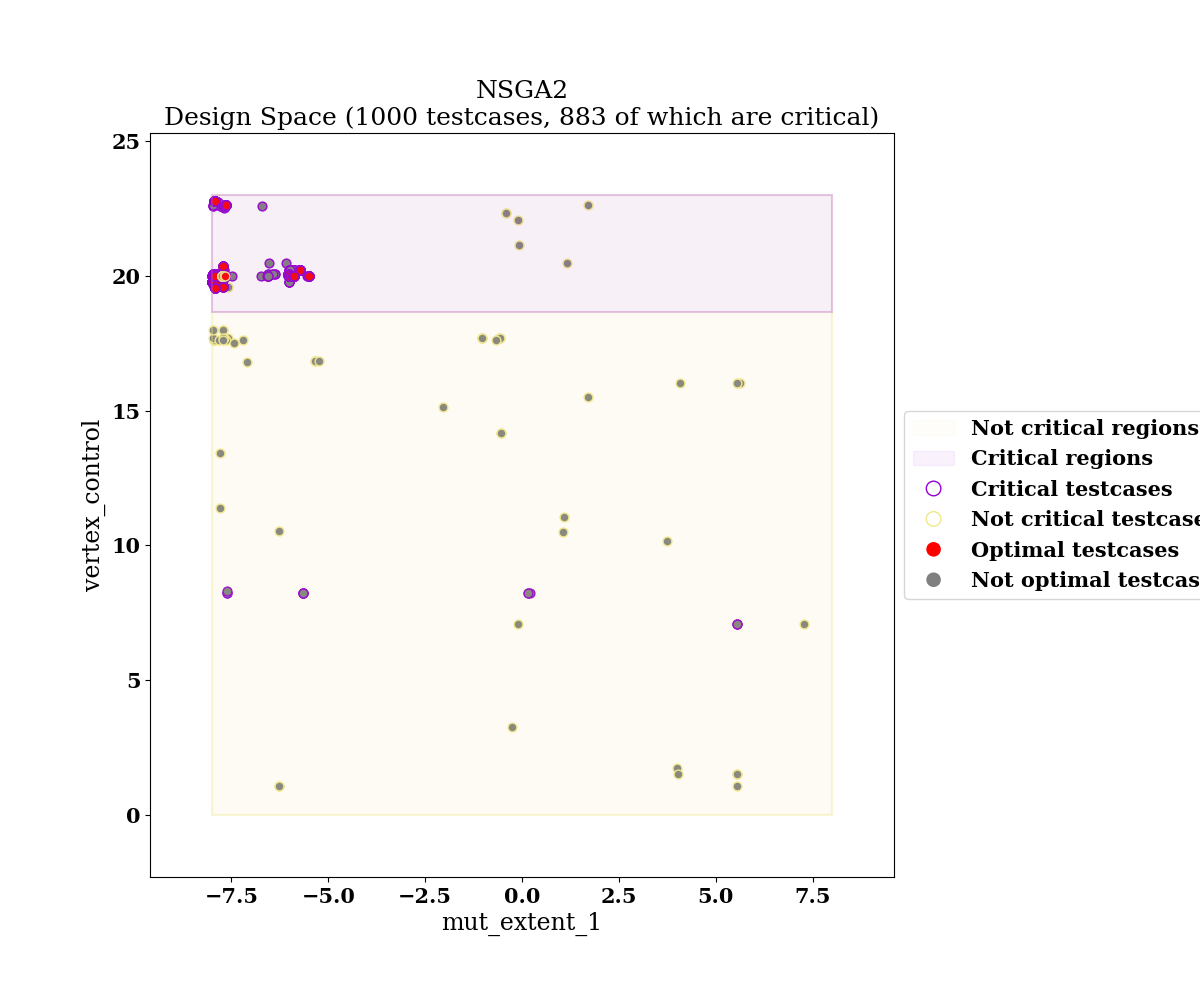 NSGA2
Design Space (1000 testcases, 883 of which are critical)
25
20
15
10
5
0
vertex_control
−7.5 −5.0 −2.5 0.0 2.5 5.0 7.5
mut_extent_1
Not critical regions
Critical regions
Critical testcases
Not critical testcase
Optimal testcases
Not optimal testcas